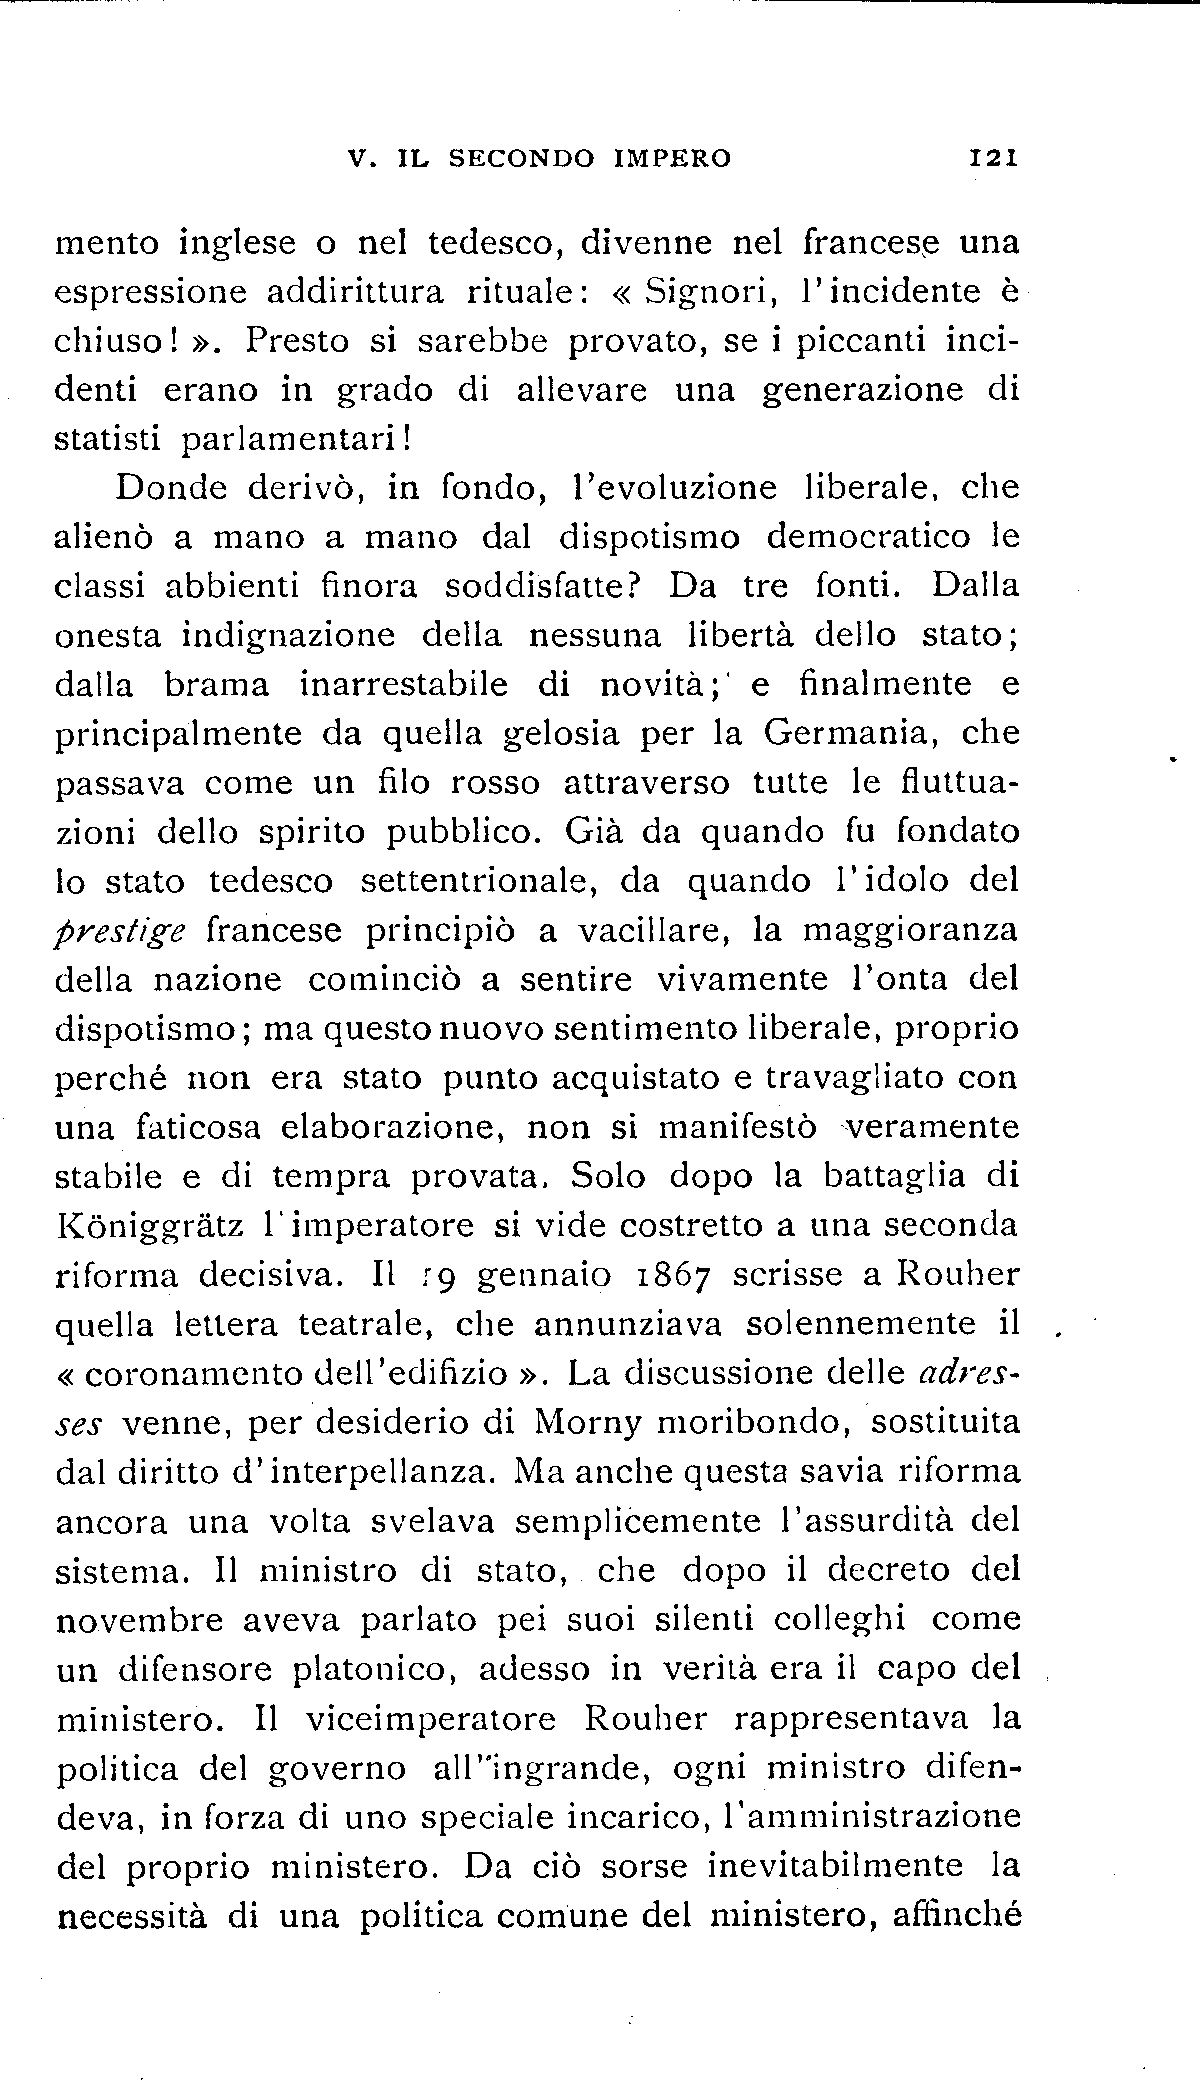 V. IL SECONDO IMPERO 121
mento inglese o nel tedesco, divenne nel francese una
espressione addirittura rituale: « Signori, l'incidente è
chiuso! ». Presto si sarebbe provato, se i piccanti inci-
denti erano in grado di allevare una generazione di
statisti parlamentari!
Donde derivò, in fondo, l'evoluzione liberale, che
alienò a mano a mano dal dispotismo democratico le
classi abbienti finora soddisfatte? Da tre fonti. Dalla
onesta indignazione della nessuna libertà dello stato;
dalla brama inarrestabile di novità; e finalmente e
principalmente da quella gelosia per la Germania, che
passava come un filo rosso attraverso tutte le fluttua-
zioni dello spirito pubblico. Già da quando fu fondato
lo stato tedesco settentrionale, da quando l'idolo del
prestige francese principiò a vacillare, la maggioranza
della nazione cominciò a sentire vivamente l'onta del
dispotismo; ma questo nuovo sentimento liberale, proprio
perché non era stato punto acquistato e travagliato con
una faticosa elaborazione, non si manifestò veramente
stabile e di tempra provata. Solo dopo la battaglia di
Königgrätz l'imperatore si vide costretto a una seconda
riforma decisiva. Il 19 gennaio 1867 scrisse a Rouher
quella lettera teatrale, che annunziava solennemente il
« coronamento dell'edifizio ». La discussione delle adres-
ses venne, per desiderio di Morny moribondo, sostituita
dal diritto d'interpellanza. Ma anche questa savia riforma
ancora una volta svelava semplicemente l'assurdità del
sistema. Il ministro di stato, che dopo il decreto del
novembre aveva parlato pei suoi silenti colleghi come
un difensore platonico, adesso in verità era il capo del
ministero. Il viceimperatore Rouher rappresentava la
politica del governo all'ingrande, ogni ministro difen-
deva, in forza di uno speciale incarico, l'amministrazione
del proprio ministero. Da ciò sorse inevitabilmente la
necessità di una politica comune del ministero, affinché